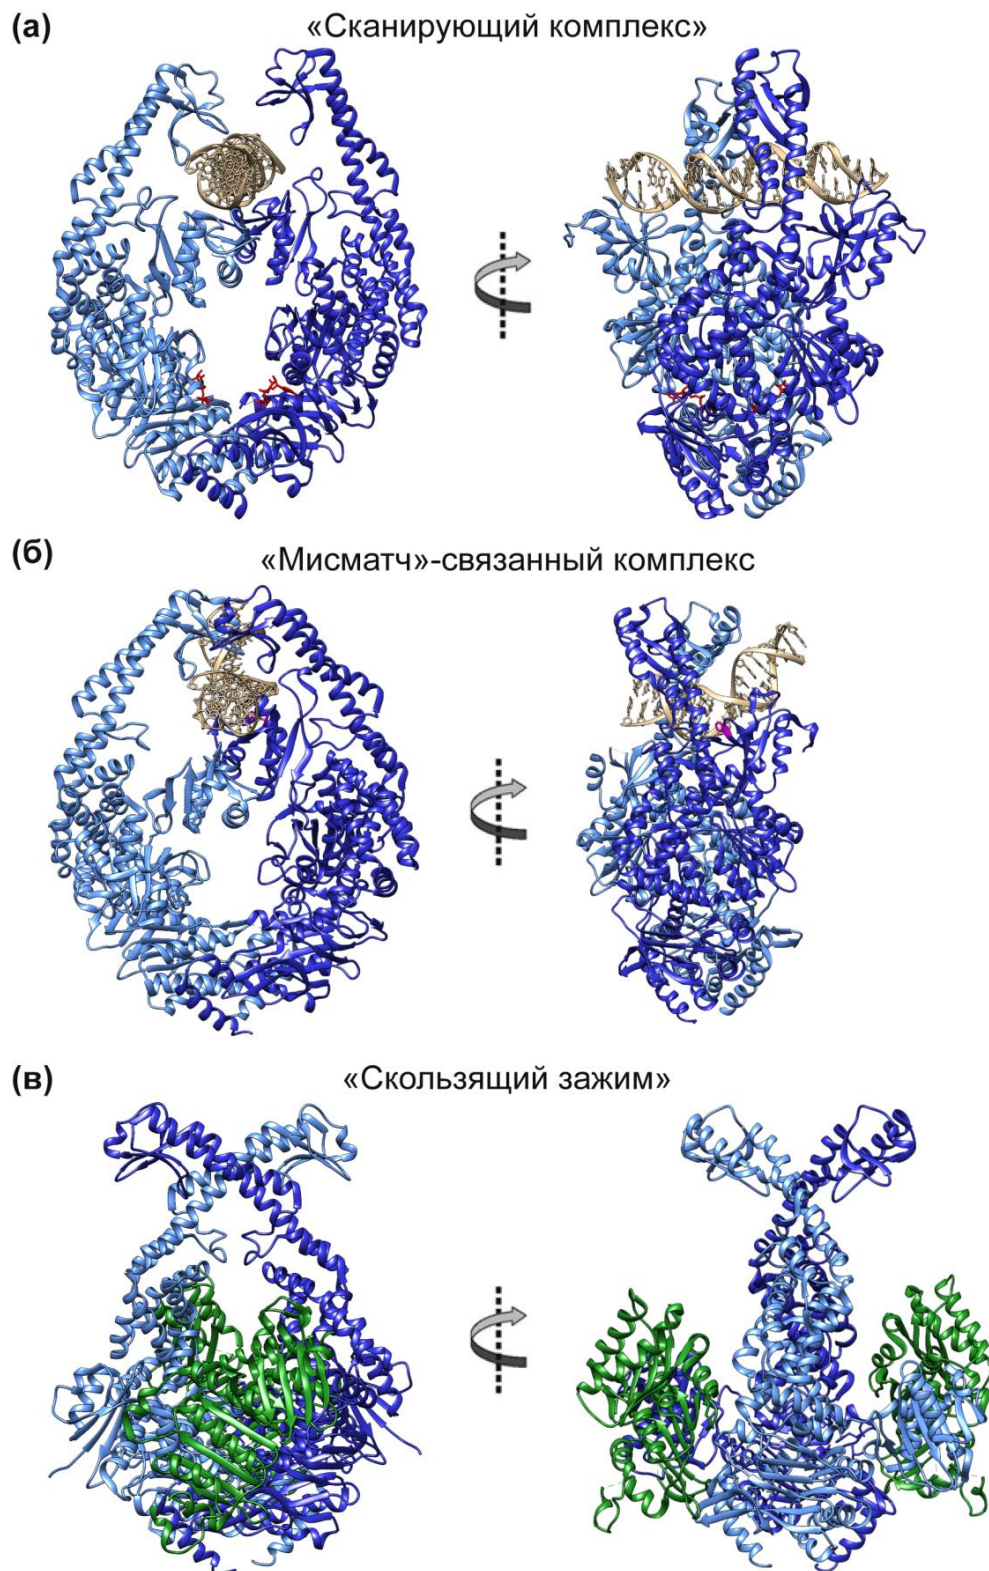 (а)
«Сканирующий комплекс»
(б)
«Мисматч»-связанный комплекс
(в)
«Скользящий зажим»